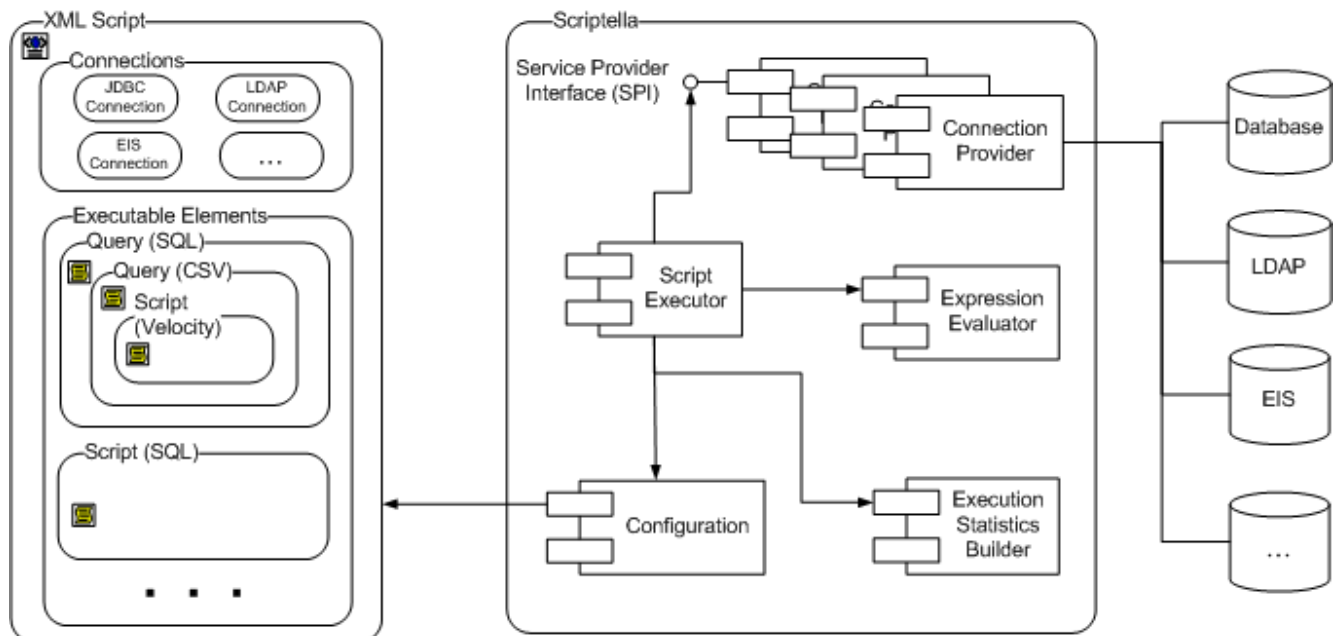 XML Script
Connections
JDBC
Connection
LDAP
Connection
EIS
Connection
...
Executable Elements
Query (SQL)
Query (CSV)
Script
(Velocity)
Script (SQL)
Scriptella
Service Provider
Interface (SPI)
Connection
Provider
Script
Executor
Expression
Evaluator
Configuration
Execution
Statistics
Builder
Database
LDAP
EIS
...